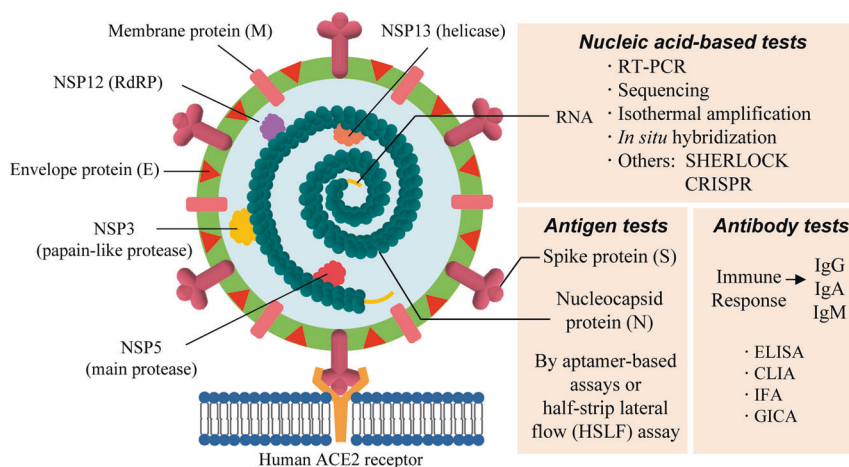 Membrane protein (M)
NSP13 (helicase)
NSP12 (RdRP)
RNA
Envelope protein (E)
NSP3
(papain-like protease)
NSP5
(main protease)
Human ACE2 receptor
Nucleic acid-based tests
· RT-PCR
· Sequencing
· Isothermal amplification
· In situ hybridization
· Others: SHERLOCK
CRISPR
Antigen tests
Spike protein (S)
Nucleocapsid
protein (N)
By aptamer-based
assays or
half-strip lateral
flow (HSLF) assay
Antibody tests
Immune
Response
IgG
IgA
IgM
· ELISA
· CLIA
· IFA
· GICA